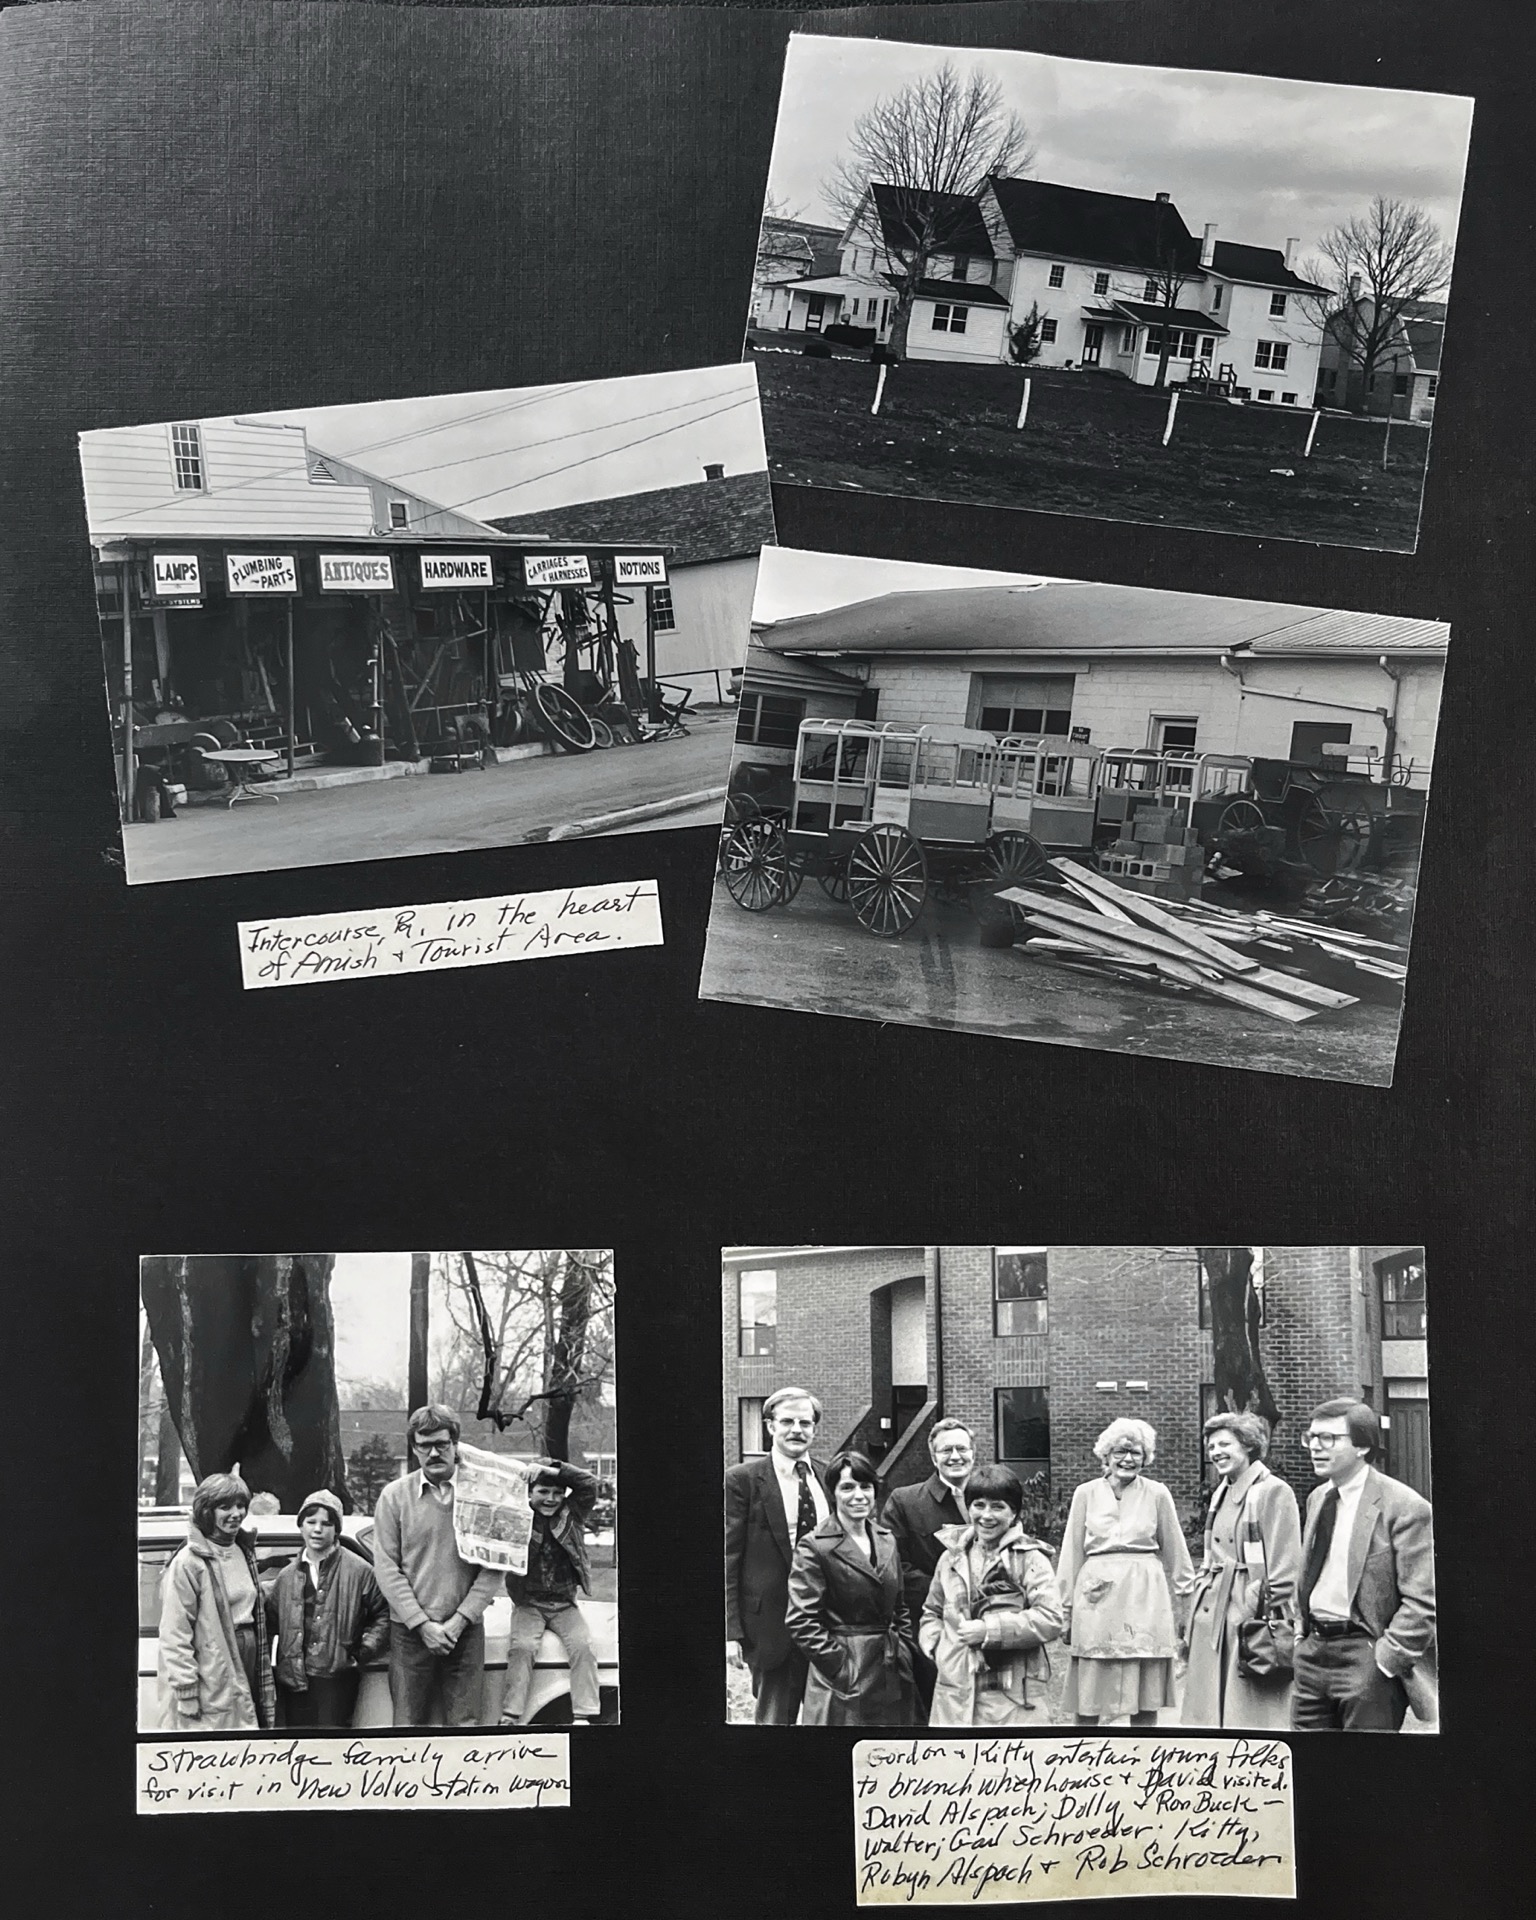 LAMPS
PLUMBING
PARTS
ANTIQUES
HARDWARE
CARRIAGES
& HARNESSES
NOTIONS
Intercourse, Pa. in the heart
of Amish + Tourist Area.
Strawbridge family arrive
for visit in New Volvo station wagon
Gordon + Kitty entertain young folks
to brunch when Louise + David visited.
David Alspach; Dolly + Ron Buck-
walter; Gail Schroeder; Kitty,
Robyn Alspach + Rob Schroeder